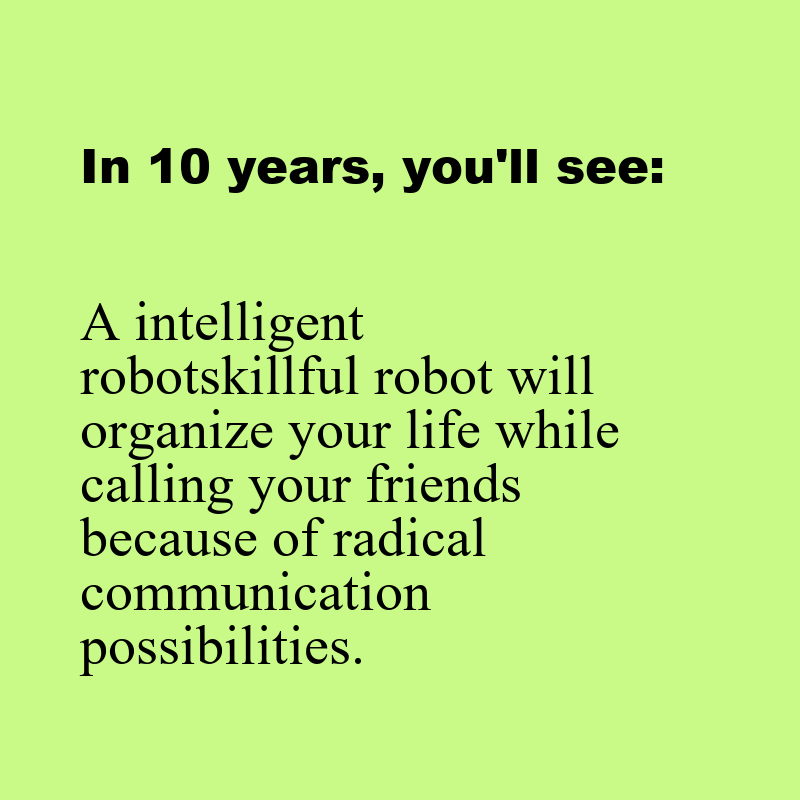 In 10 years, you'll see:
A intelligent
robotskillful robot will
organize your life while
calling your friends
because of radical
communication
possibilities.